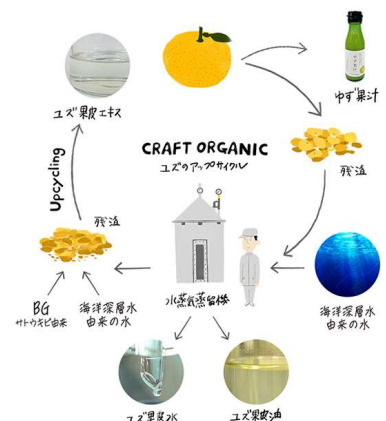 ゆず果汁
ユズ果皮エキス
CRAFT ORGANIC
ユズのアップサイクル
残渣
Upcycling
残渣
水蒸気蒸留機
BG
サトウキビ由来
海洋深層水
由来の水
海洋深層水
由来の水
ユズ果皮水
ユズ果皮油